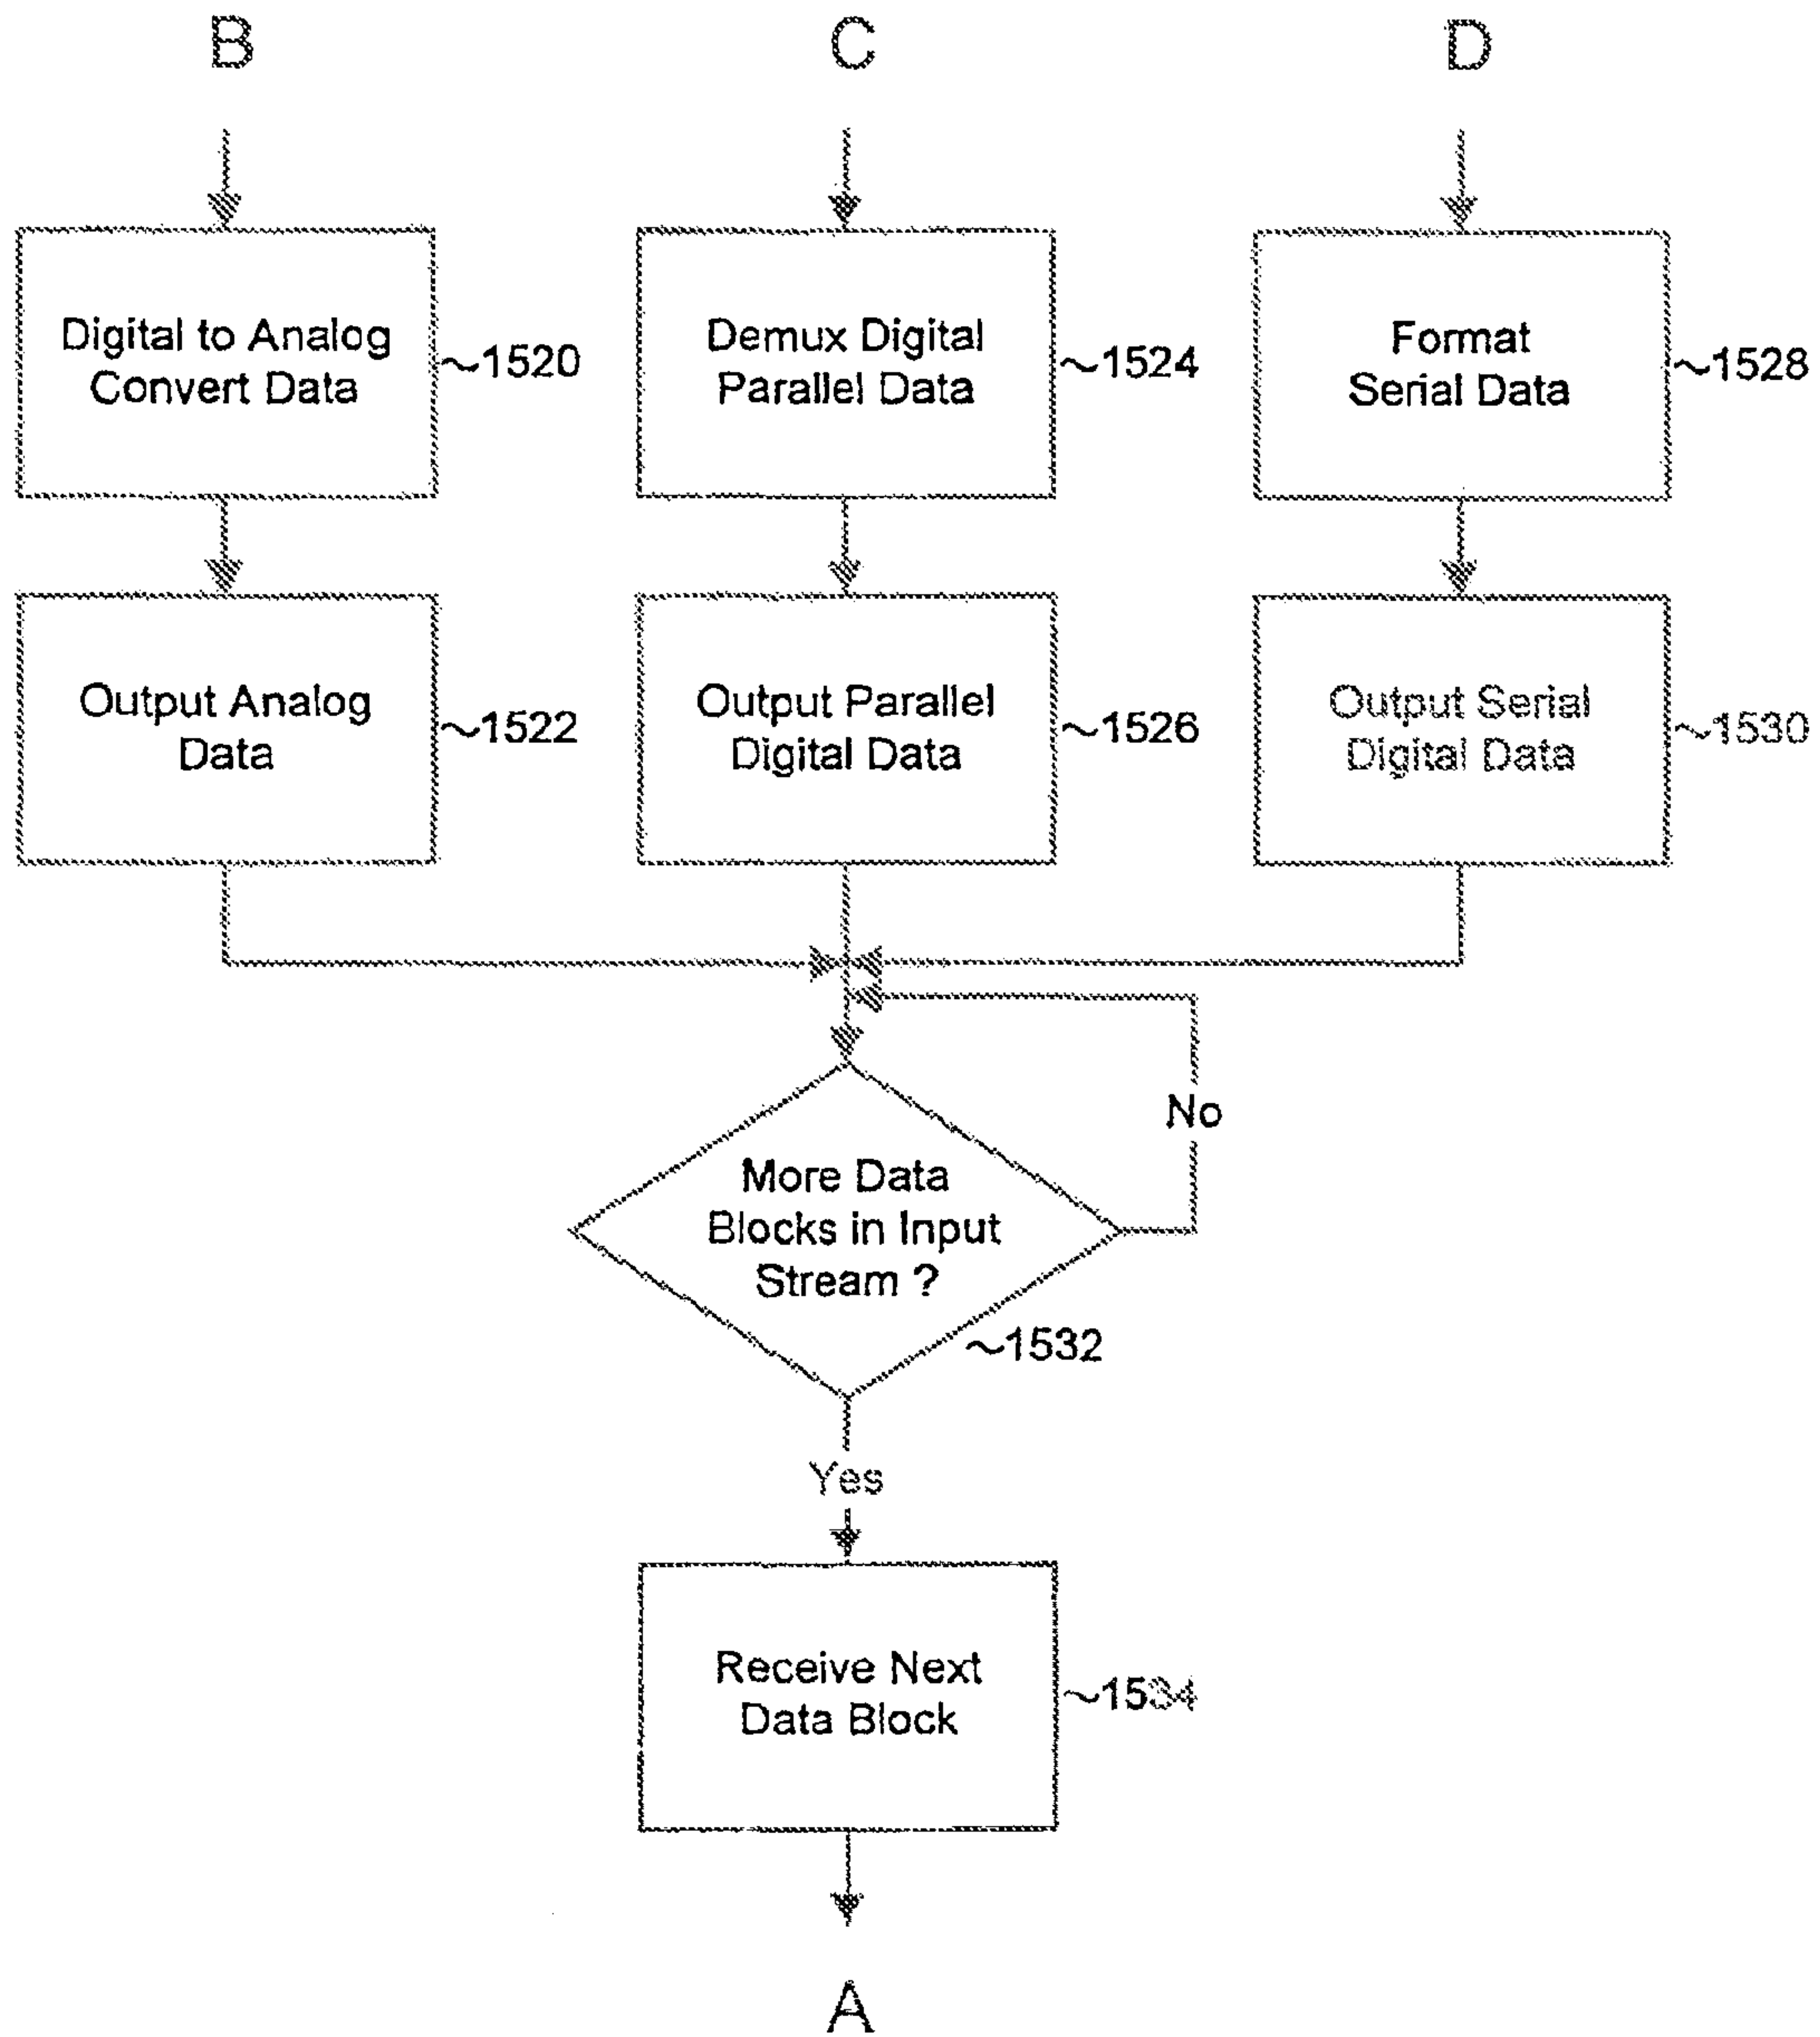 B
C
D
Digital to Analog
Convert Data
~1520
Demux Digital
Parallel Data
~1524
Format
Serial Data
~1528
Output Analog
Data
~1522
Output Parallel
Digital Data
~1526
Output Serial
Digital Data
~1530
No
More Data
Blocks in Input
Stream ?
~1532
Yes
Receive Next
Data Block
~1534
A